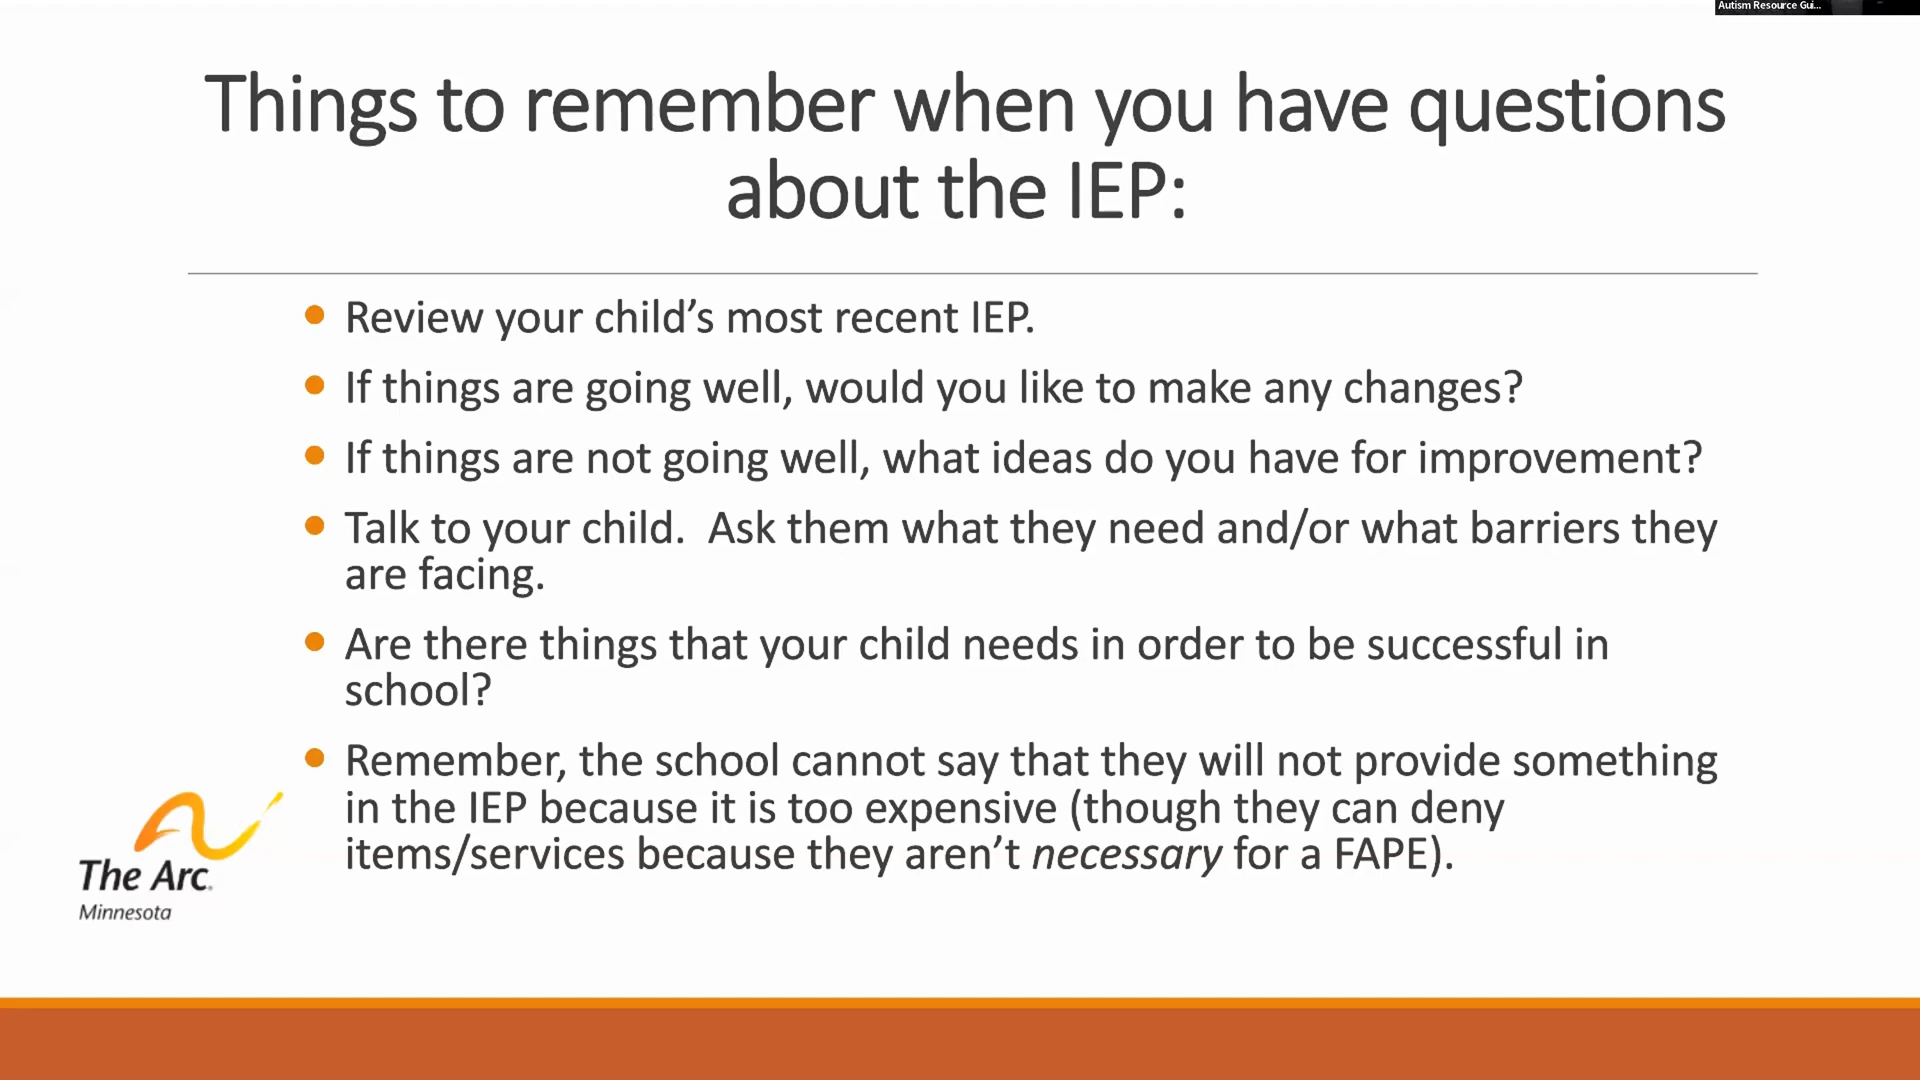 Autism Resource Gui...
Things to remember when you have questions
about the IEP:
Review your child’s most recent IEP.
If things are going well, would you like to make any changes?
If things are not going well, what ideas do you have for improvement?
Talk to your child.  Ask them what they need and/or what barriers they
are facing.
Are there things that your child needs in order to be successful in
school?
Remember, the school cannot say that they will not provide something
in the IEP because it is too expensive (though they can deny
items/services because they aren’t necessary for a FAPE).
The Arc®
Minnesota